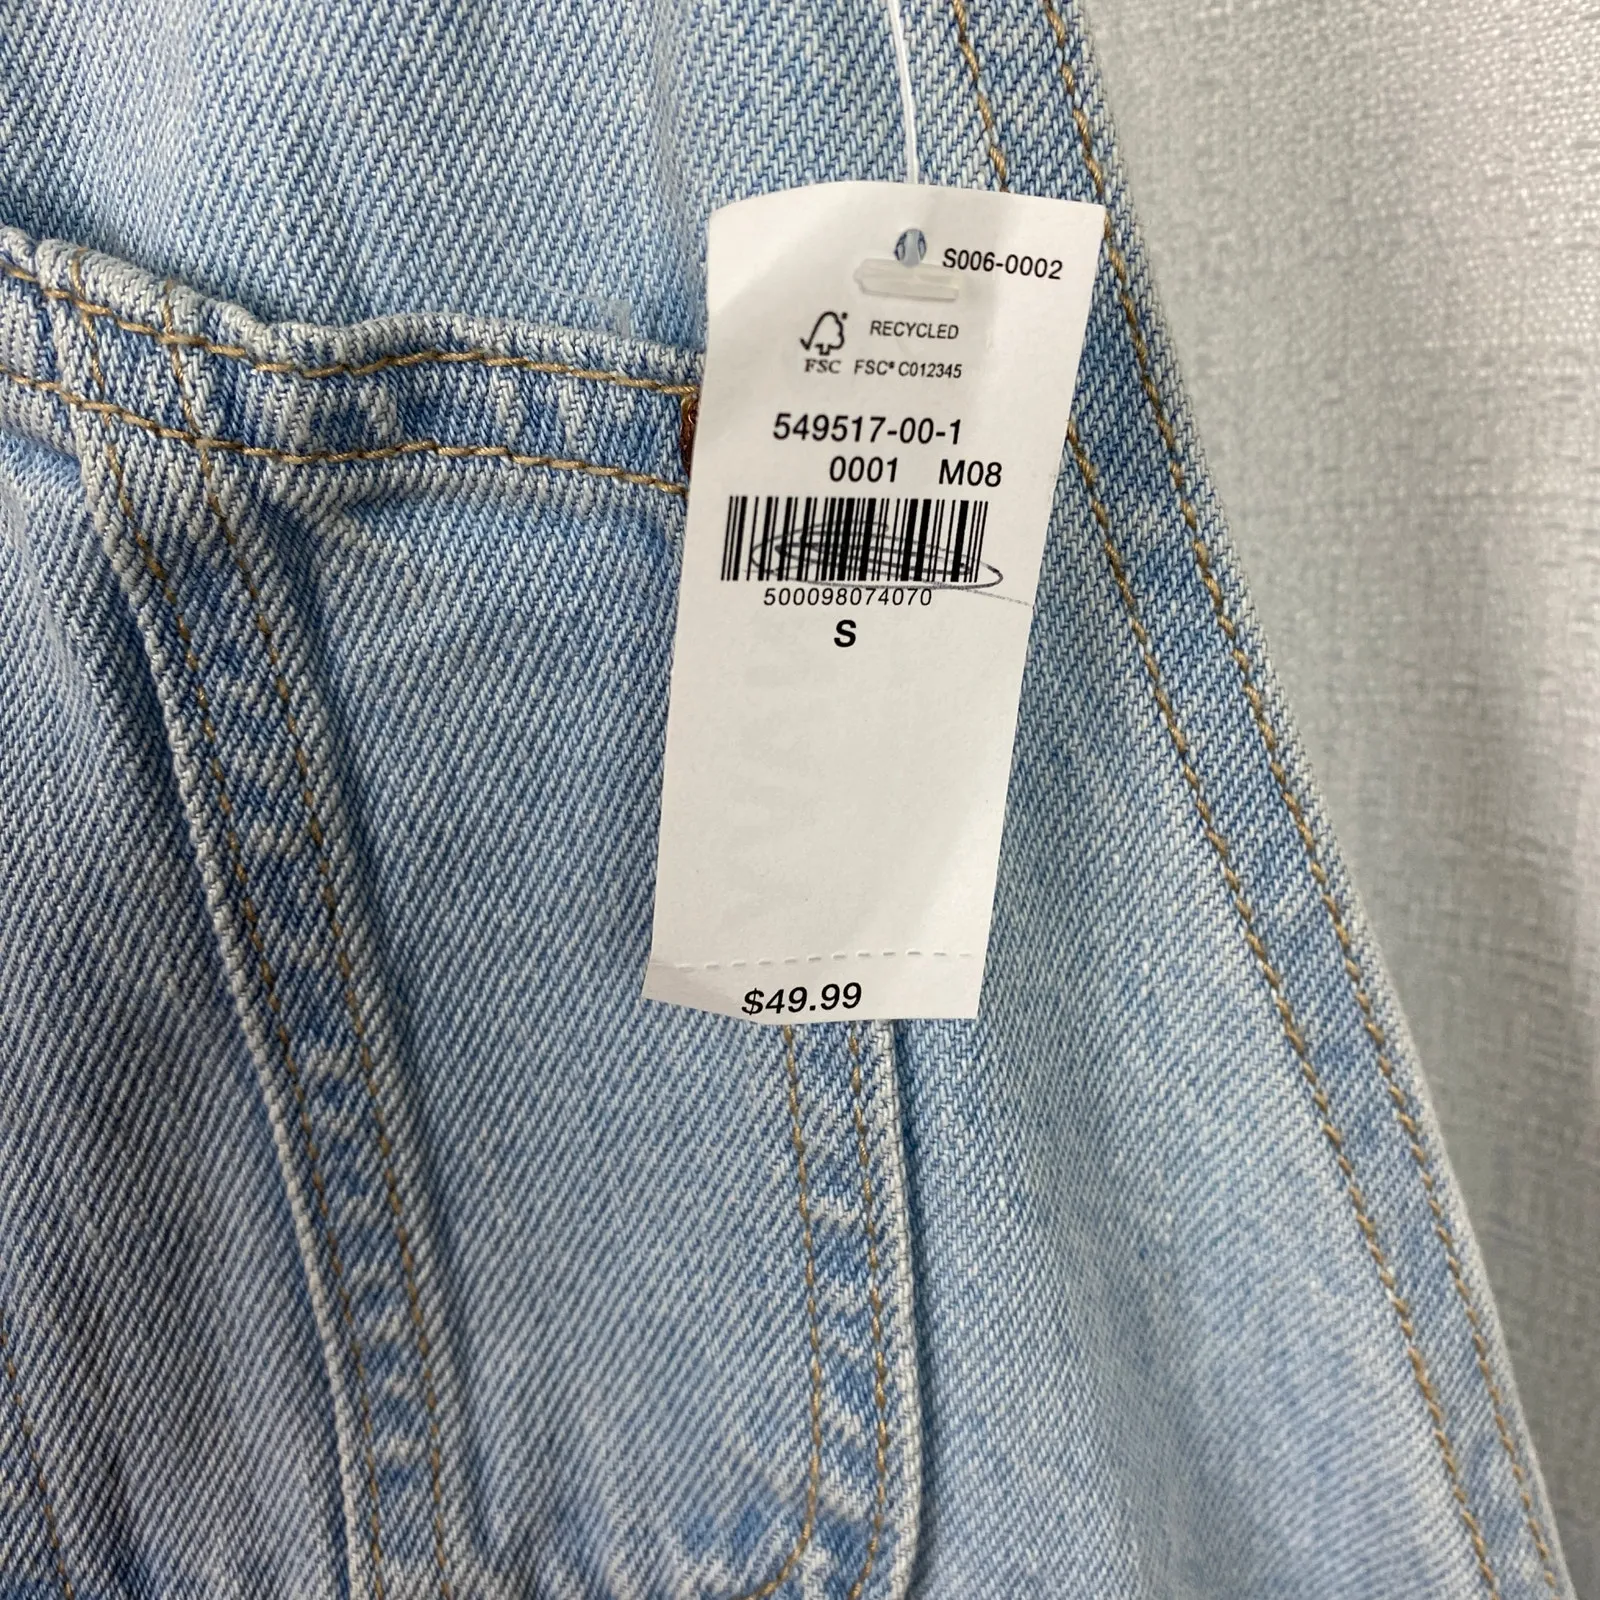 S006-0002
RECYCLED
FSC FSC® C012345
549517-00-1
0001 M08
500098074070
S
$49.99